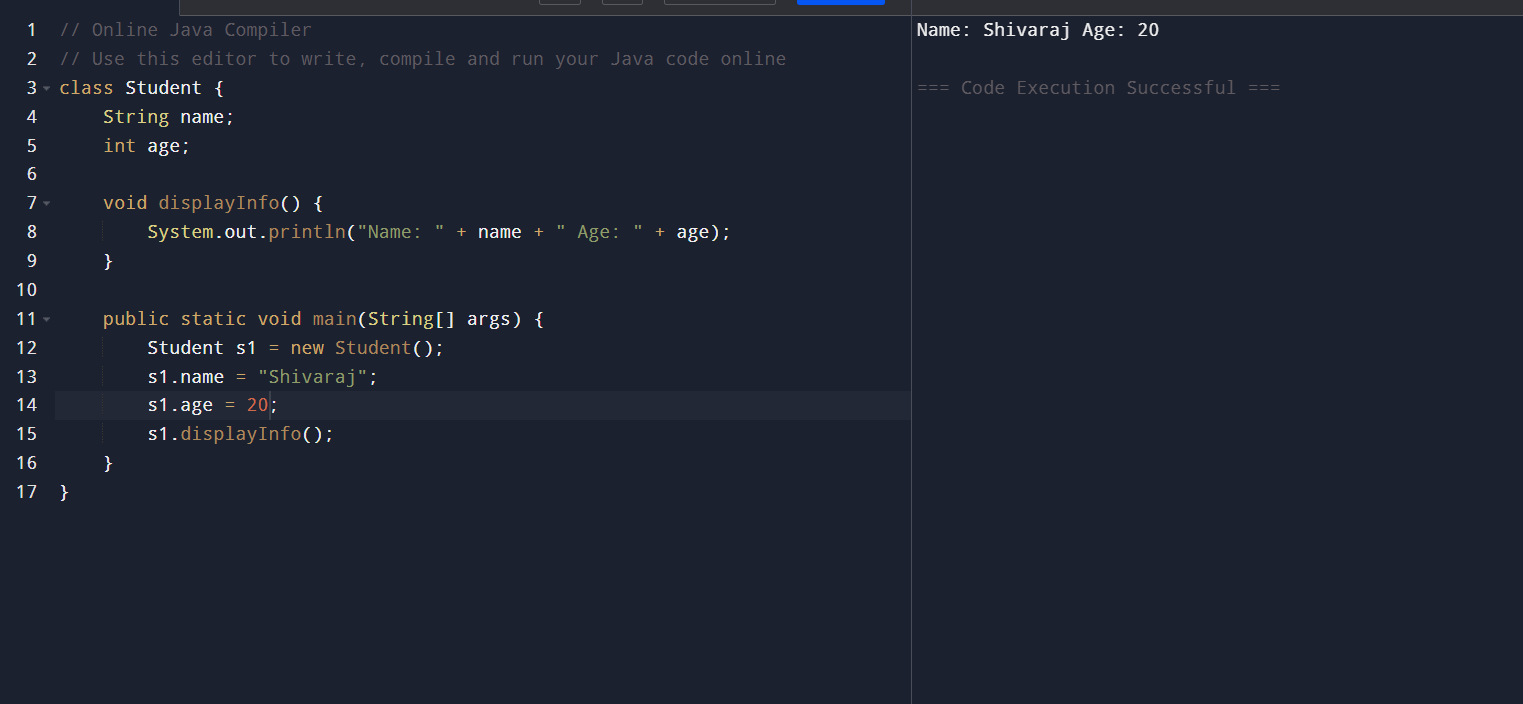 1 // Online Java Compiler
2 // Use this editor to write, compile and run your Java code online
3 class Student {
4     String name;
5     int age;
6
7     void displayInfo() {
8         System.out.println("Name: " + name + " Age: " + age);
9     }
10
11     public static void main(String[] args) {
12         Student s1 = new Student();
13         s1.name = "Shivaraj";
14         s1.age = 20;
15         s1.displayInfo();
16     }
17 }
Name: Shivaraj Age: 20
=== Code Execution Successful ===